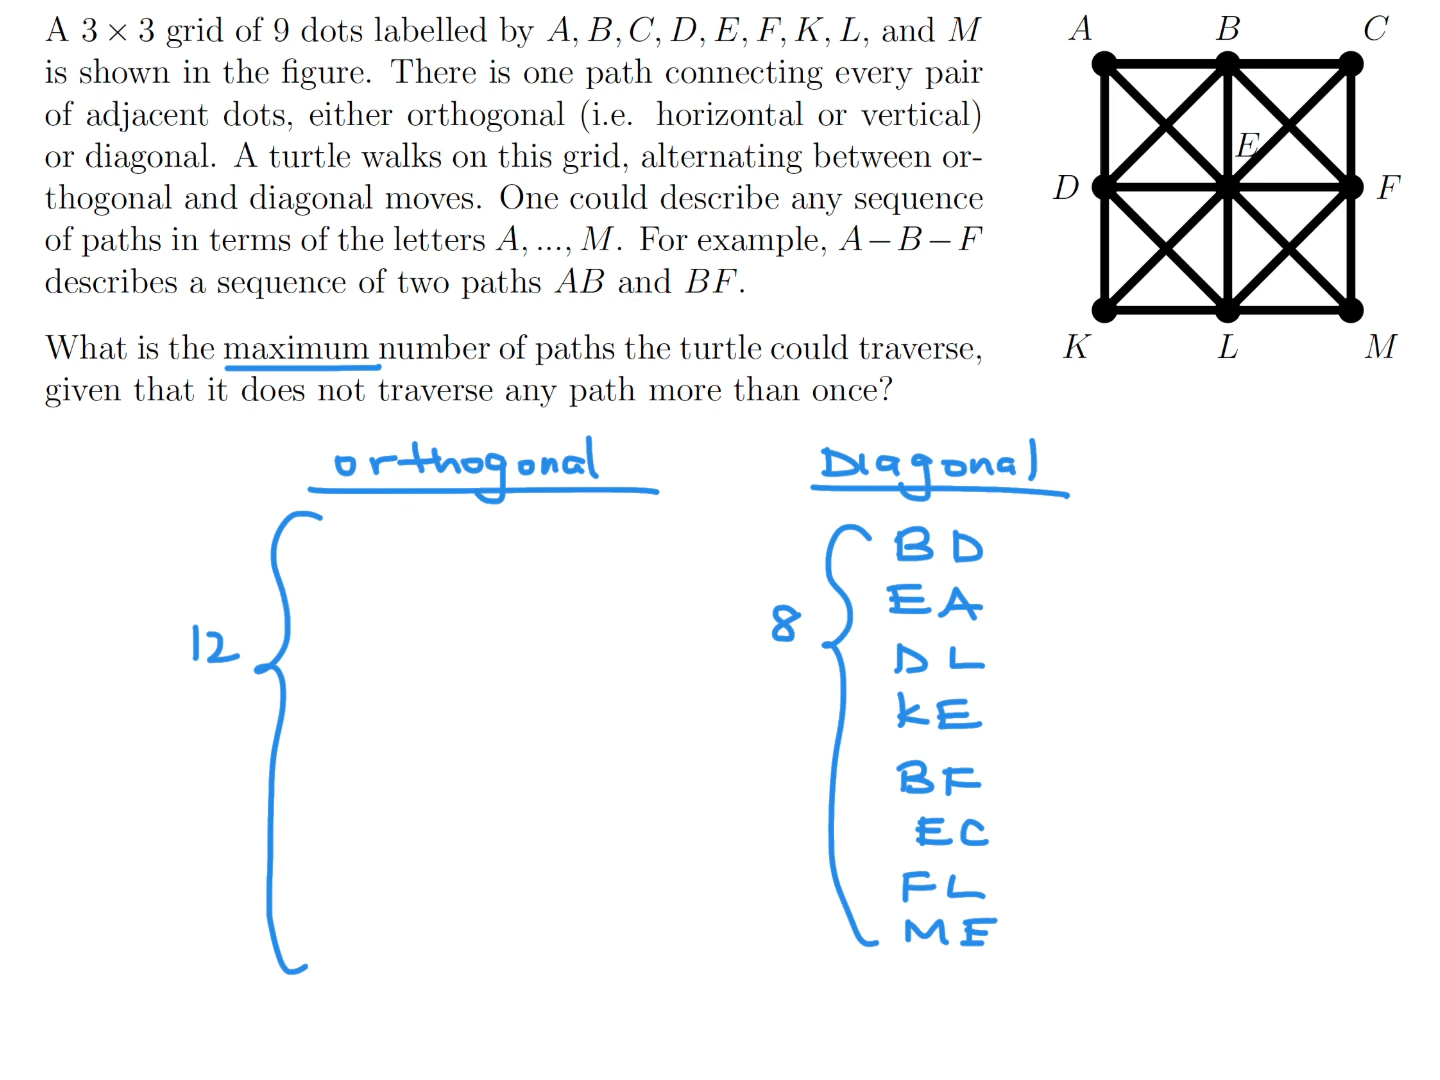 A 3 × 3 grid of 9 dots labelled by A, B, C, D, E, F, K, L, and M
is shown in the figure. There is one path connecting every pair
of adjacent dots, either orthogonal (i.e. horizontal or vertical)
or diagonal. A turtle walks on this grid, alternating between or-
thogonal and diagonal moves. One could describe any sequence
of paths in terms of the letters A, ..., M. For example, A – B – F
describes a sequence of two paths AB and BF.
What is the maximum number of paths the turtle could traverse,
given that it does not traverse any path more than once?
A B C
E
D F
K L M
orthogonal Diagonal
12
8
BD
EA
DL
KE
BF
EC
FL
ME